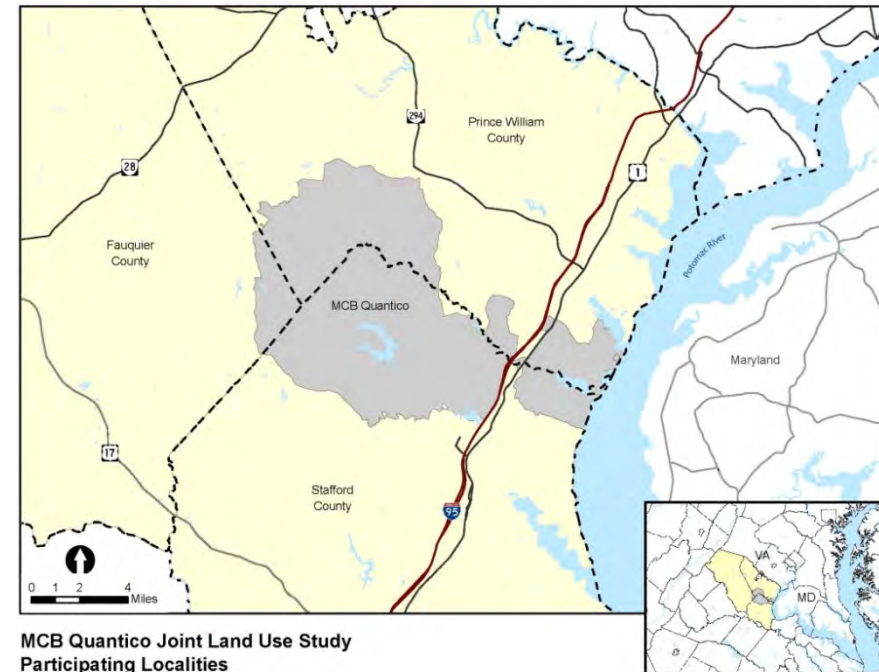 Prince William
County
294
1
28
Fauquier
County
Potomac River
MCB Quantico
Maryland
17
Stafford
County
95
0 1 2 4
Miles
VA
MD
MCB Quantico Joint Land Use Study
Participating Localities